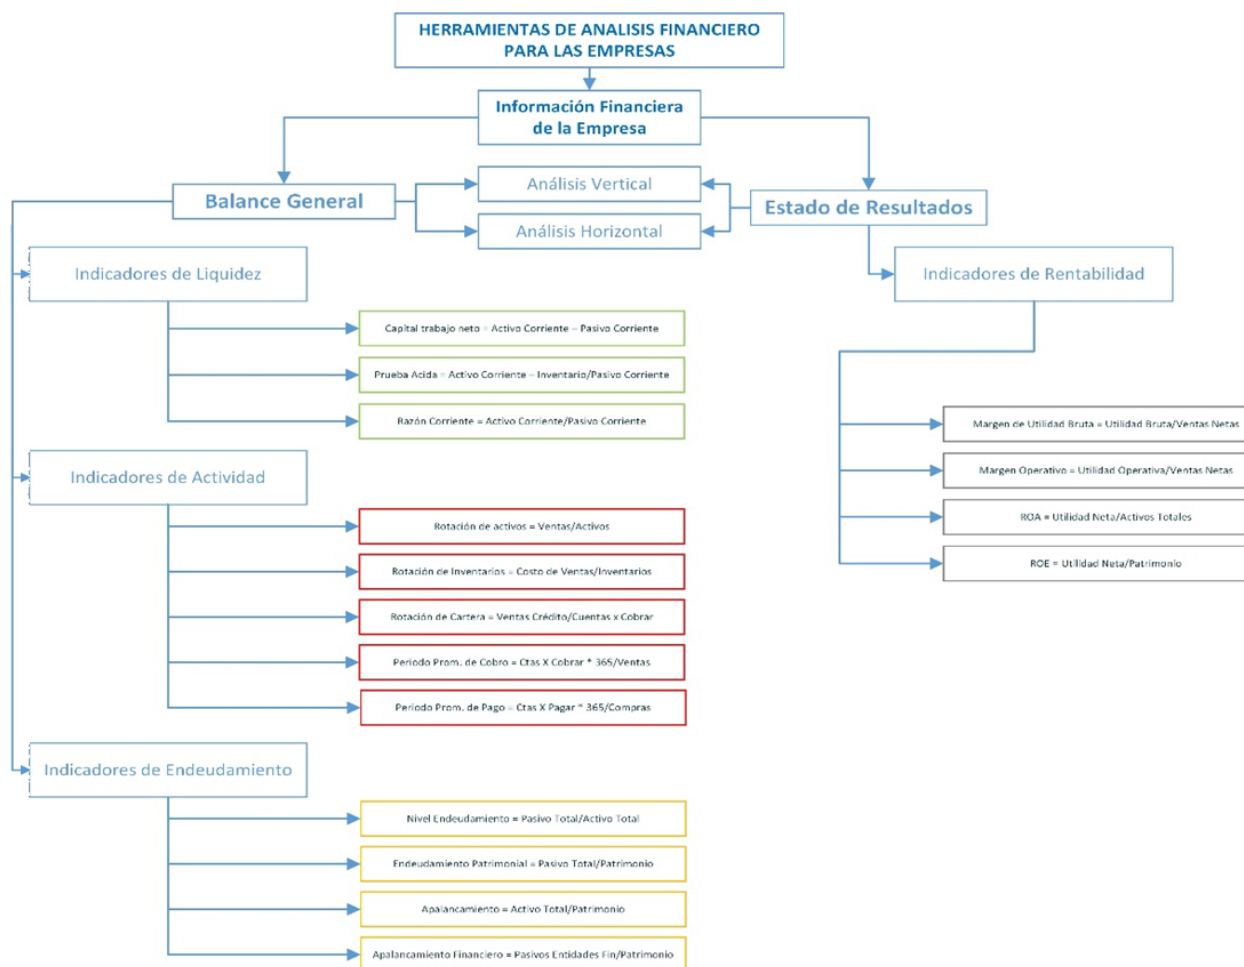 HERRAMIENTAS DE ANALISIS FINANCIERO
PARA LAS EMPRESAS
Información Financiera
de la Empresa
Balance General
Análisis Vertical
Análisis Horizontal
Estado de Resultados
Indicadores de Liquidez
Capital trabajo neto = Activo Corriente – Pasivo Corriente
Prueba Acida = Activo Corriente – Inventario/Pasivo Corriente
Razón Corriente = Activo Corriente/Pasivo Corriente
Indicadores de Actividad
Rotación de activos = Ventas/Activos
Rotación de Inventarios = Costo de Ventas/Inventarios
Rotación de Cartera = Ventas Crédito/Cuentas x Cobrar
Periodo Prom. de Cobro = Ctas X Cobrar * 365/Ventas
Periodo Prom. de Pago = Ctas X Pagar * 365/Compras
Indicadores de Endeudamiento
Nivel Endeudamiento = Pasivo Total/Activo Total
Endeudamiento Patrimonial = Pasivo Total/Patrimonio
Apalancamiento = Activo Total/Patrimonio
Apalancamiento Financiero = Pasivos Entidades Fin/Patrimonio
Indicadores de Rentabilidad
Margen de Utilidad Bruta = Utilidad Bruta/Ventas Netas
Margen Operativo = Utilidad Operativa/Ventas Netas
ROA = Utilidad Neta/Activos Totales
ROE = Utilidad Neta/Patrimonio